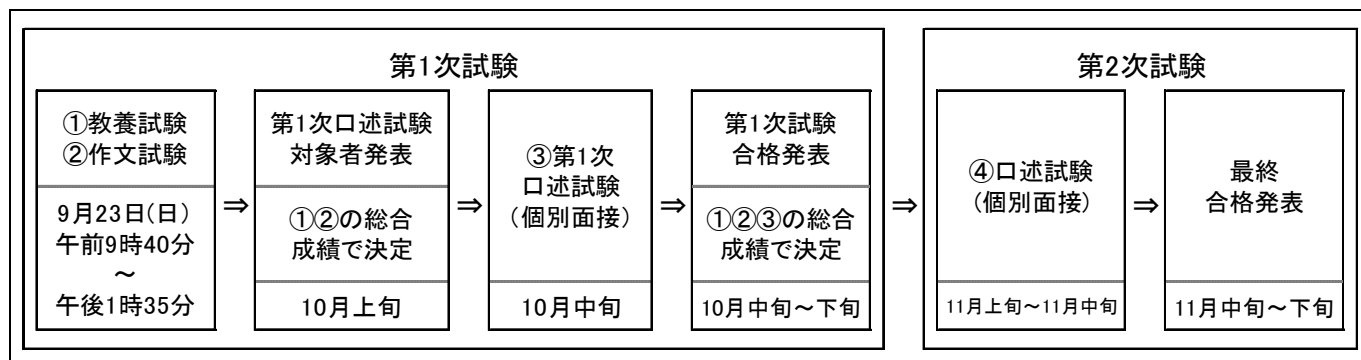 第1次試験
①教養試験
②作文試験
9月23日(日)
午前9時40分
～
午後1時35分
⇒
第1次口述試験
対象者発表
①②の総合
成績で決定
10月上旬
⇒
③第1次
口述試験
(個別面接)
10月中旬
⇒
第1次試験
合格発表
①②③の総合
成績で決定
10月中旬～下旬
⇒
第2次試験
④口述試験
(個別面接)
11月上旬～11月中旬
⇒
最終
合格発表
11月中旬～下旬